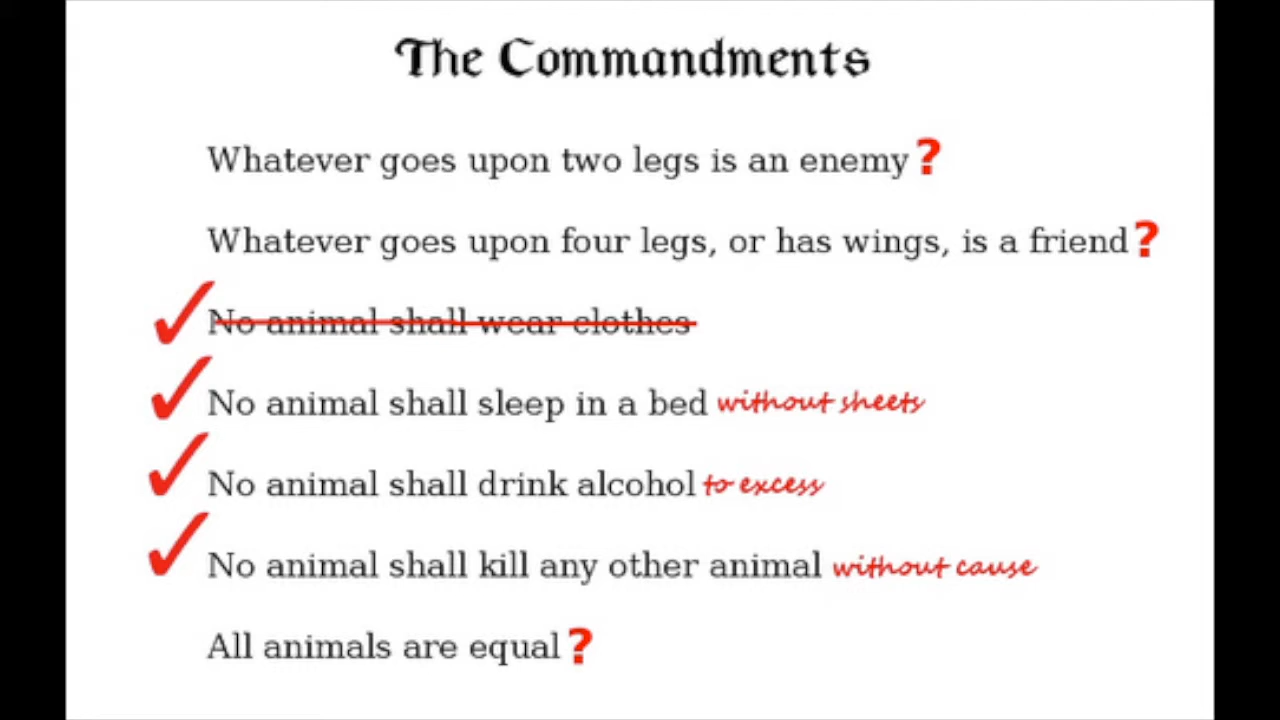 The Commandments
Whatever goes upon two legs is an enemy?
Whatever goes upon four legs, or has wings, is a friend?
No animal shall wear clothes
No animal shall sleep in a bed without sheets
No animal shall drink alcohol to excess
No animal shall kill any other animal without cause
All animals are equal?